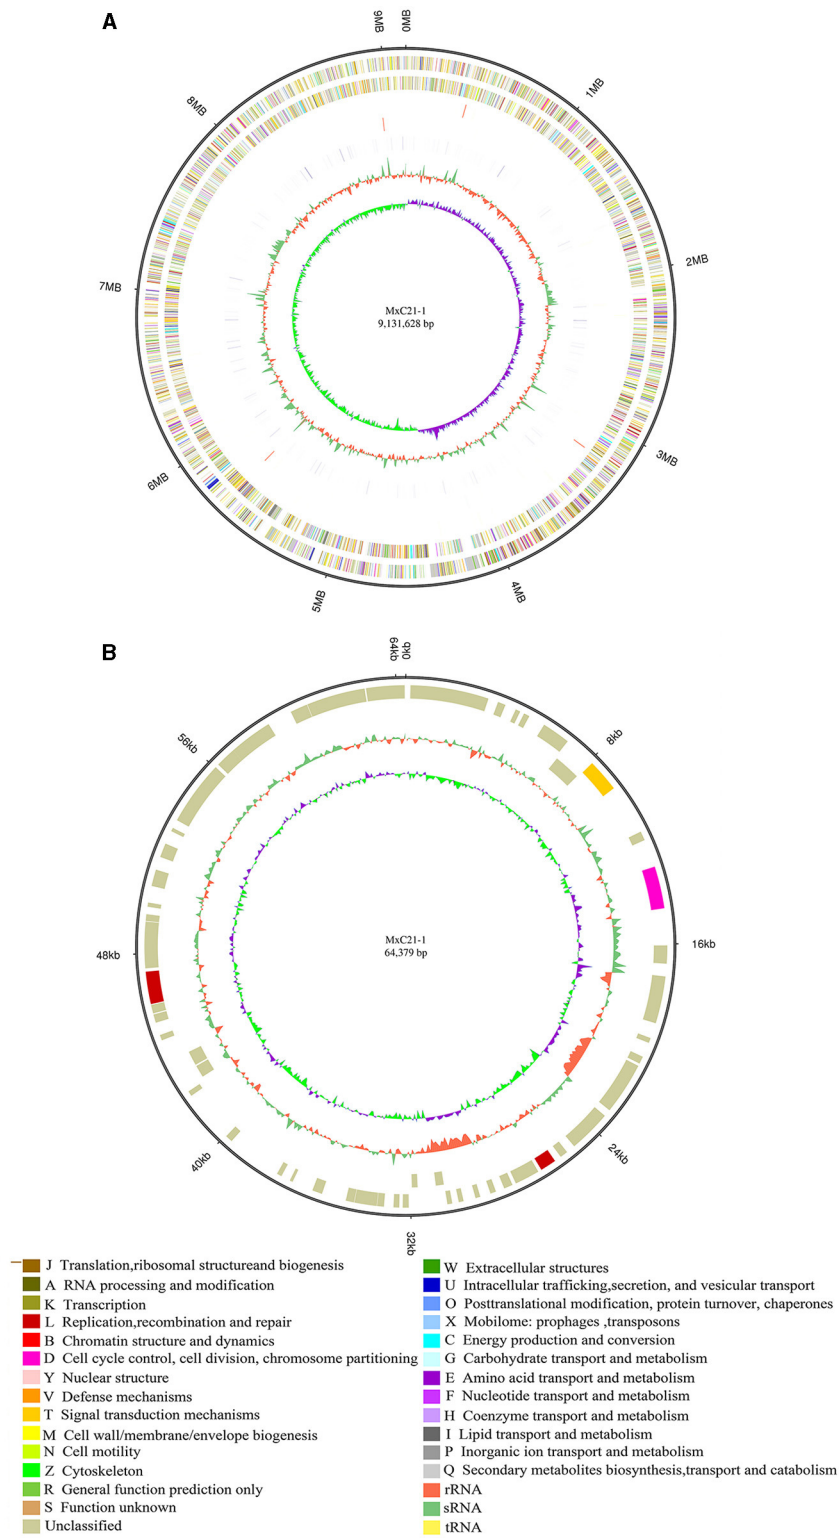 A
9MB
0MB
1MB
8MB
2MB
7MB
MxC21-1
9,131,628 bp
3MB
6MB
4MB
5MB
B
64kb
0kb
8kb
56kb
MxC21-1
64,379 bp
16kb
48kb
24kb
40kb
32kb
J Translation,ribosomal structureand biogenesis
A RNA processing and modification
K Transcription
L Replication,recombination and repair
B Chromatin structure and dynamics
D Cell cycle control, cell division, chromosome partitioning
Y Nuclear structure
V Defense mechanisms
T Signal transduction mechanisms
M Cell wall/membrane/envelope biogenesis
N Cell motility
Z Cytoskeleton
R General function prediction only
S Function unknown
Unclassified
W Extracellular structures
U Intracellular trafficking,secretion, and vesicular transport
O Posttranslational modification, protein turnover, chaperones
X Mobilome: prophages ,transposons
C Energy production and conversion
G Carbohydrate transport and metabolism
E Amino acid transport and metabolism
F Nucleotide transport and metabolism
H Coenzyme transport and metabolism
I Lipid transport and metabolism
P Inorganic ion transport and metabolism
Q Secondary metabolites biosynthesis,transport and catabolism
rRNA
sRNA
tRNA